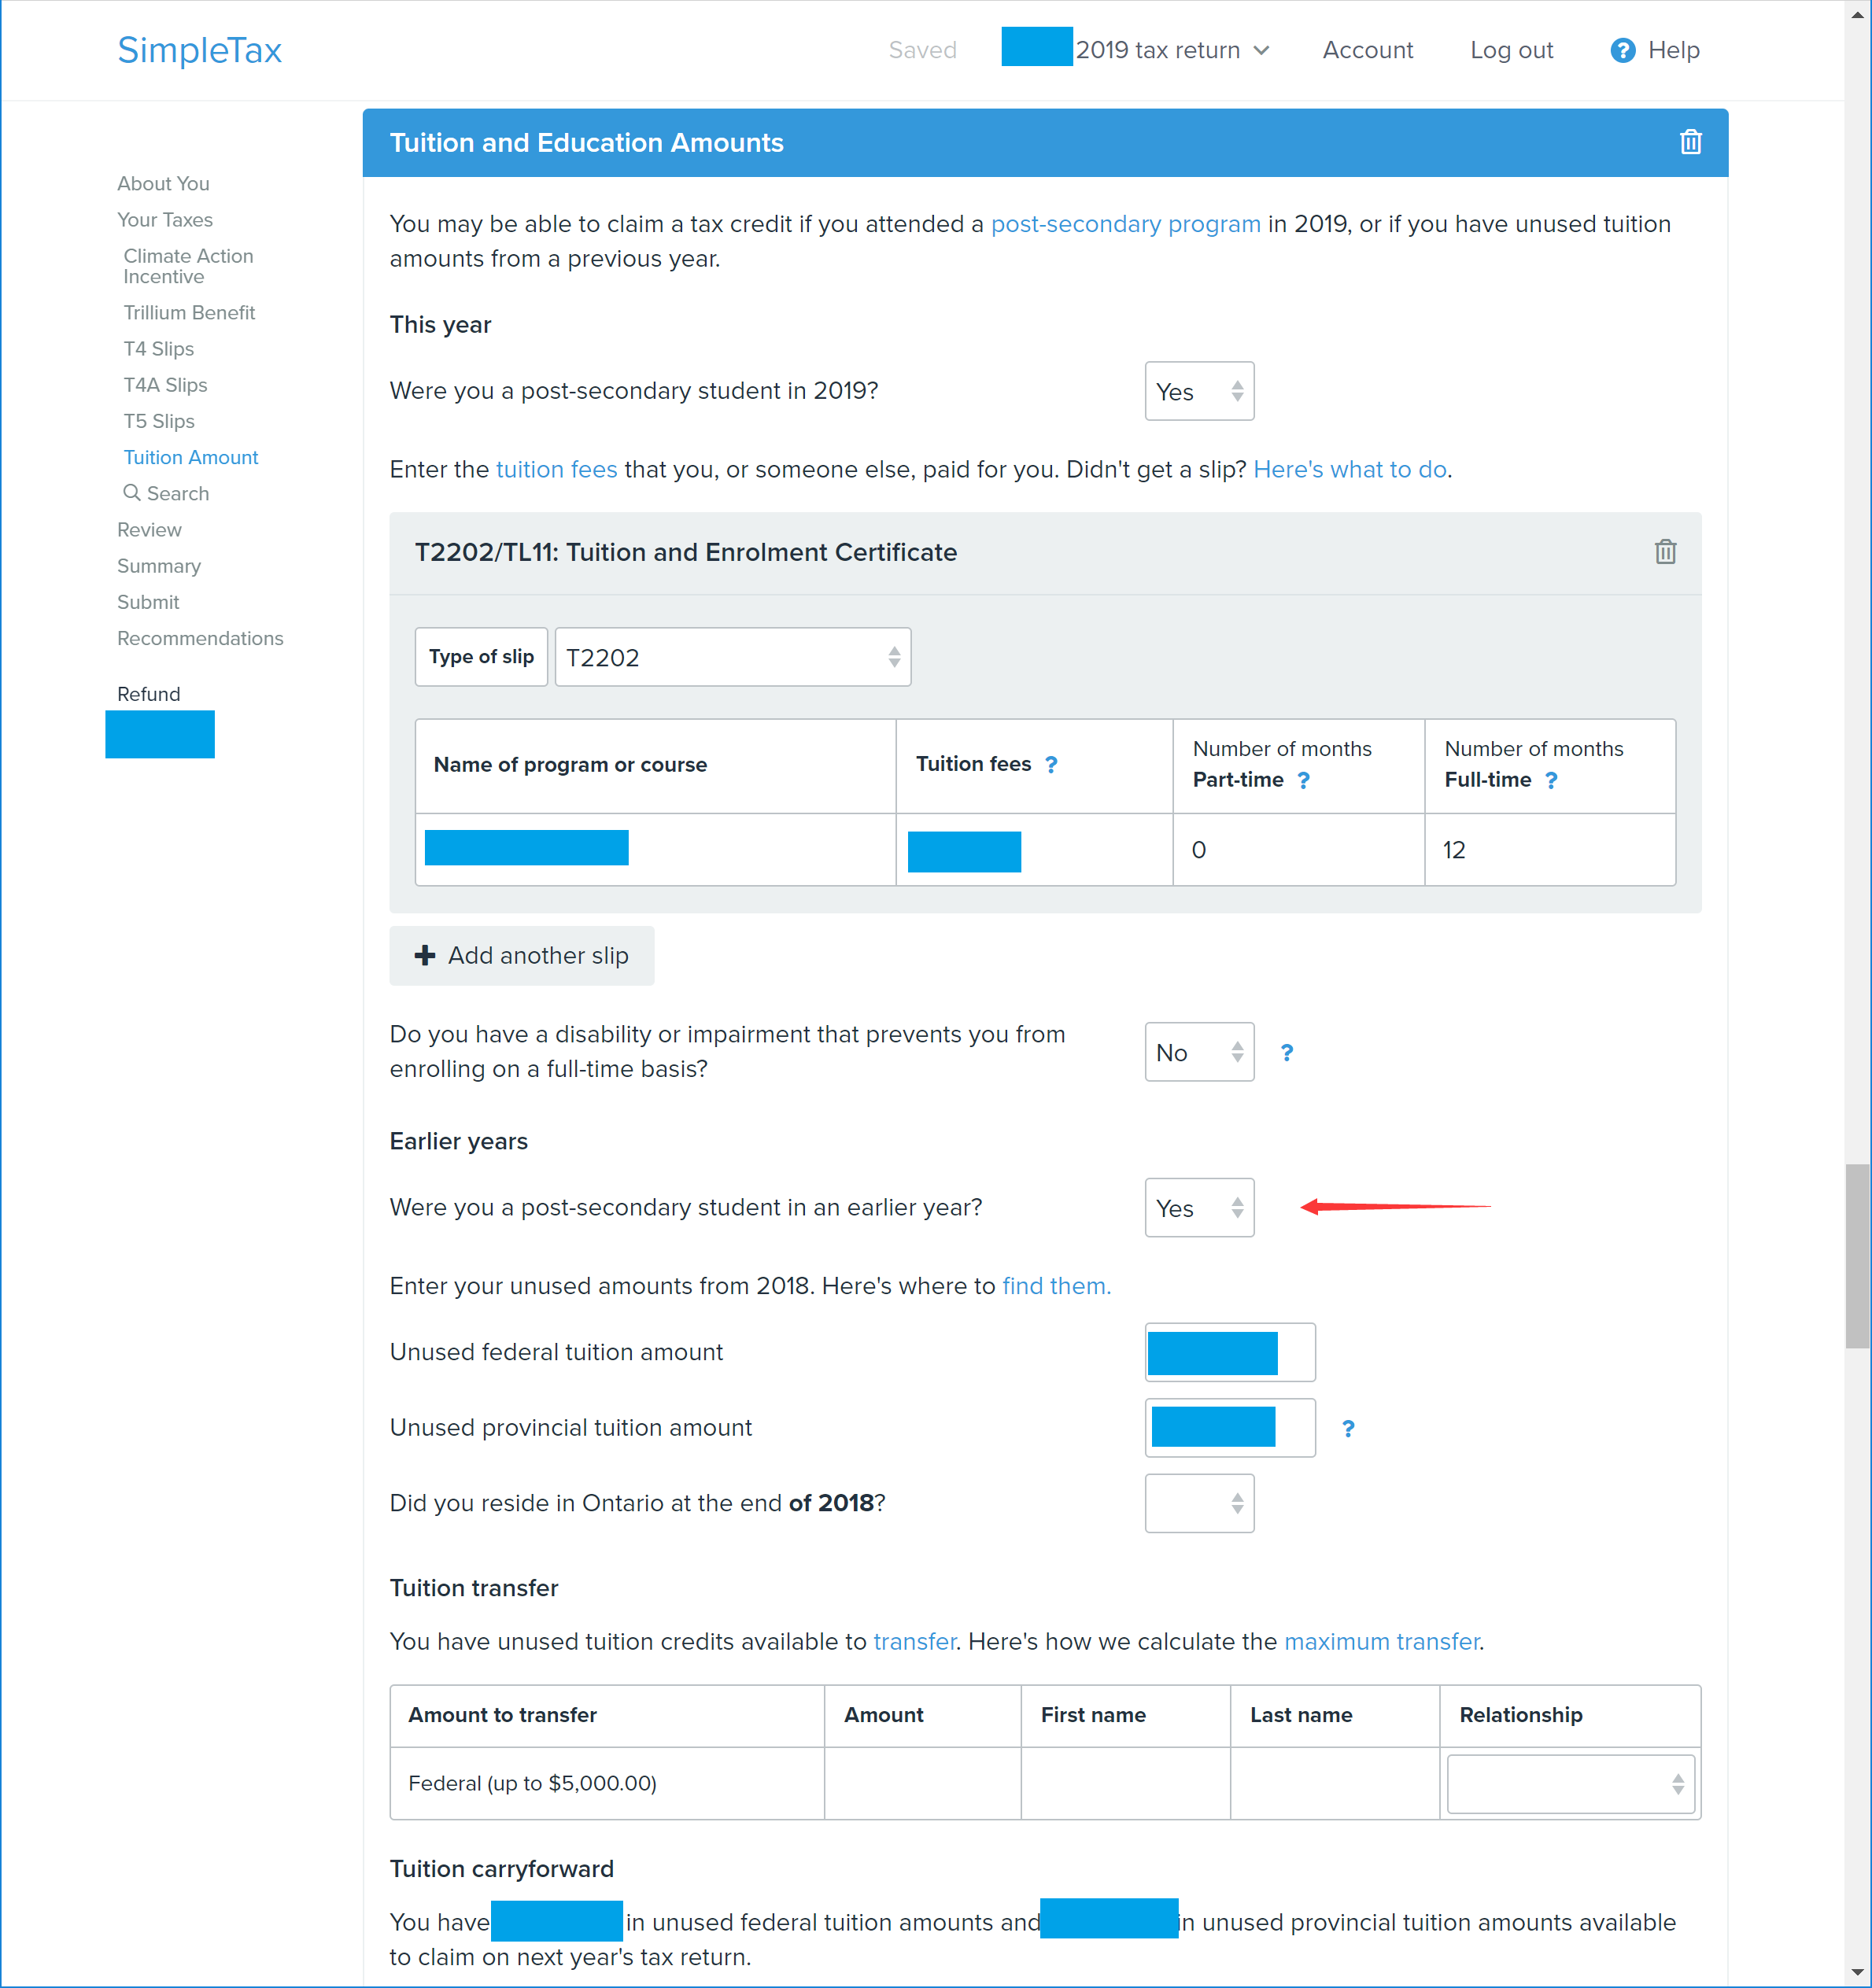 SimpleTax
Saved
2019 tax return
Account
Log out
? Help
Tuition and Education Amounts
About You
Your Taxes
Climate Action
Incentive
Trillium Benefit
T4 Slips
T4A Slips
T5 Slips
Tuition Amount
Search
Review
Summary
Submit
Recommendations
Refund
You may be able to claim a tax credit if you attended a post-secondary program in 2019, or if you have unused tuition
amounts from a previous year.
This year
Were you a post-secondary student in 2019?
Yes
Enter the tuition fees that you, or someone else, paid for you. Didn't get a slip? Here's what to do.
T2202/TL11: Tuition and Enrolment Certificate
Type of slip
T2202
Name of program or course
Tuition fees ?
Number of months
Part-time ?
Number of months
Full-time ?
0
12
+ Add another slip
Do you have a disability or impairment that prevents you from
enrolling on a full-time basis?
No
?
Earlier years
Were you a post-secondary student in an earlier year?
Yes
Enter your unused amounts from 2018. Here's where to find them.
Unused federal tuition amount
Unused provincial tuition amount
?
Did you reside in Ontario at the end of 2018?
Tuition transfer
You have unused tuition credits available to transfer. Here's how we calculate the maximum transfer.
Amount to transfer
Amount
First name
Last name
Relationship
Federal (up to $5,000.00)
Tuition carryforward
You have in unused federal tuition amounts and in unused provincial tuition amounts available
to claim on next year's tax return.